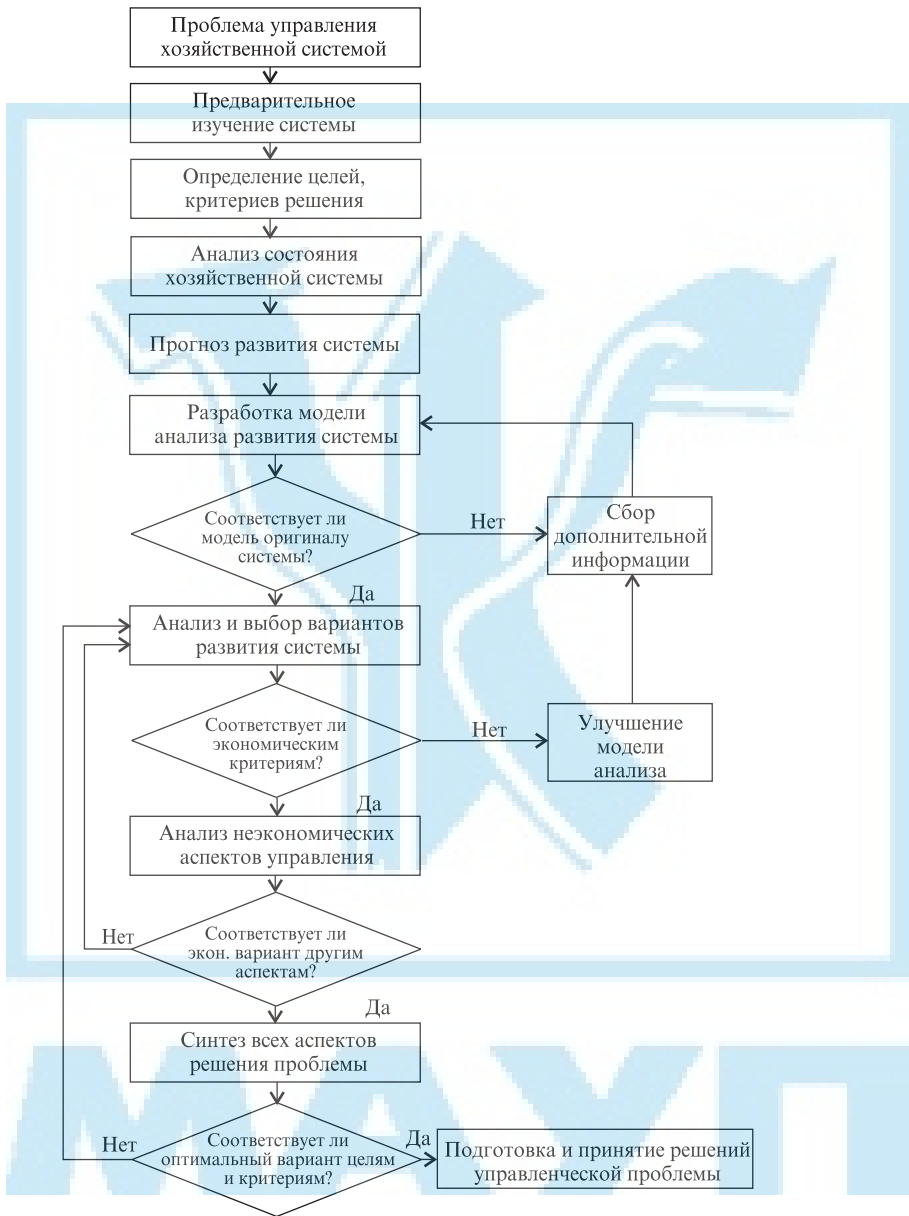 Проблема управления
хозяйственной системой
Предварительное
изучение системы
Определение целей,
критериев решения
Анализ состояния
хозяйственной системы
Прогноз развития системы
Разработка модели
анализа развития системы
Соответствует ли
модель оригиналу
системы?
Нет
Сбор
дополнительной
информации
Да
Анализ и выбор вариантов
развития системы
Соответствует ли
экономическим
критериям?
Нет
Улучшение
модели
анализа
Да
Анализ неэкономических
аспектов управления
Нет
Соответствует ли
экон. вариант другим
аспектам?
Да
Синтез всех аспектов
решения проблемы
Нет
Соответствует ли
оптимальный вариант целям
и критериям?
Да
Подготовка и принятие решений
управленческой проблемы
МАУП